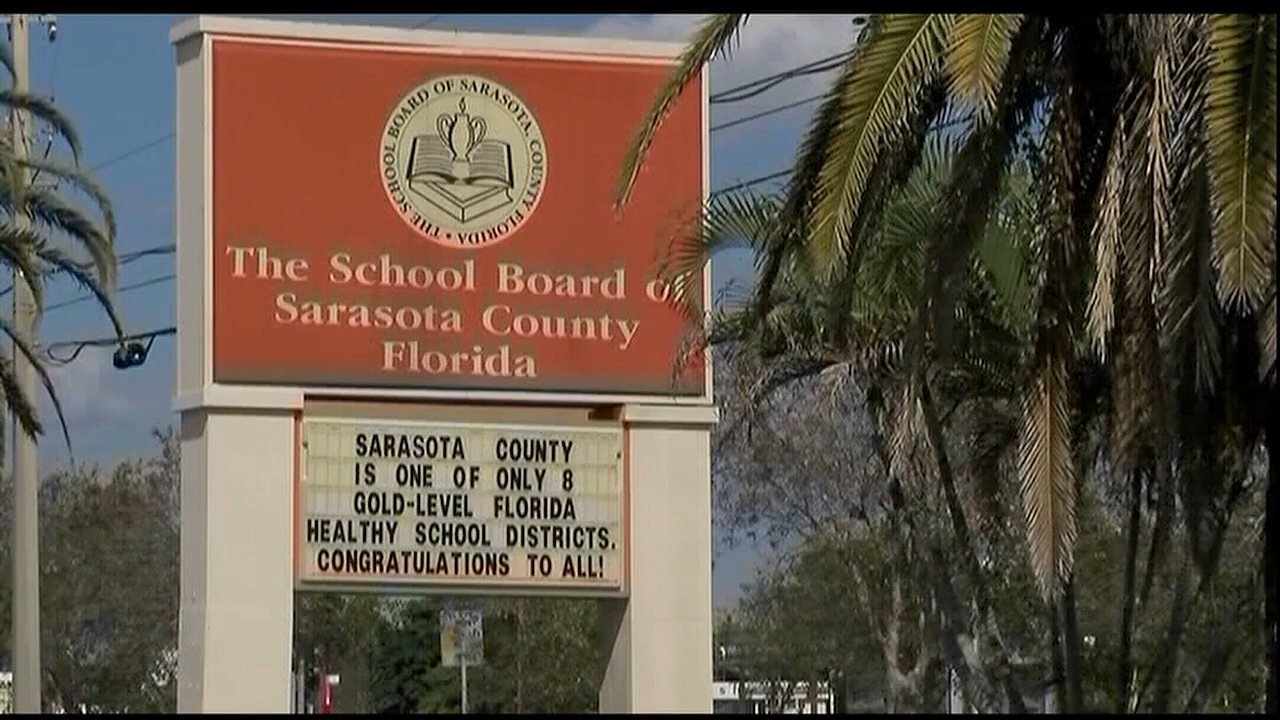 THE SCHOOL BOARD OF SARASOTA COUNTY FLORIDA •
The School Board of
Sarasota County
Florida
SARASOTA COUNTY
IS ONE OF ONLY 8
GOLD-LEVEL FLORIDA
HEALTHY SCHOOL DISTRICTS.
CONGRATULATIONS TO ALL!